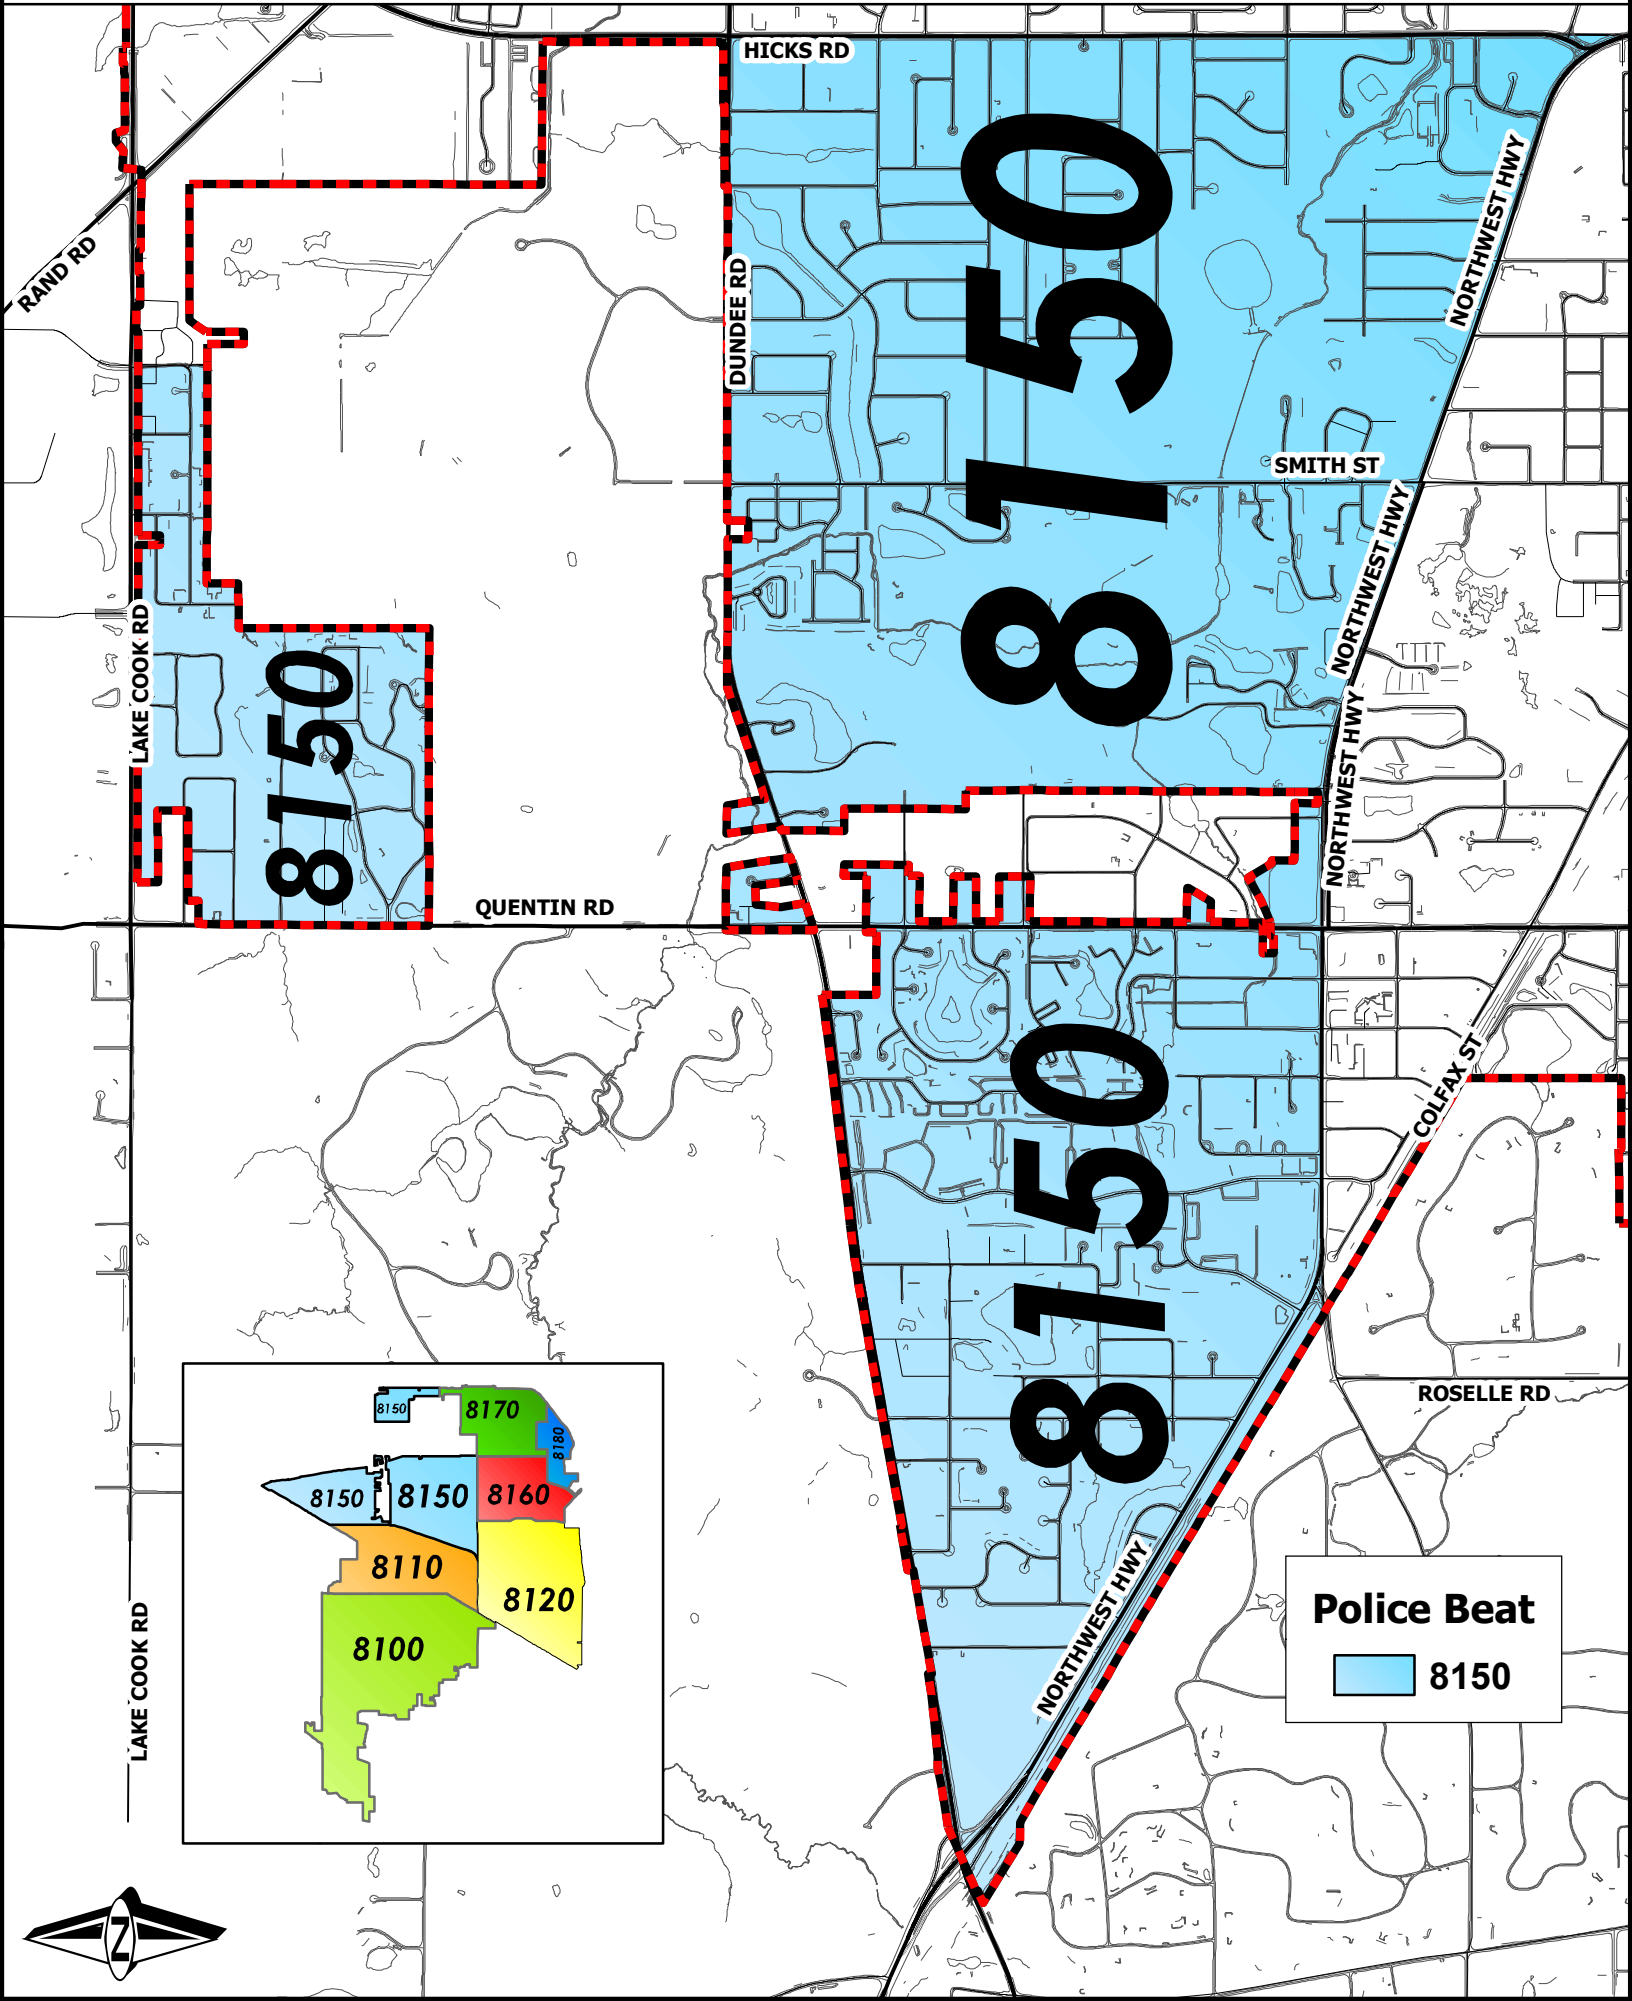 HICKS RD
RAND RD
DUNDEE RD
NORTHWEST HWY
SMITH ST
NORTHWEST HWY
8150
LAKE COOK RD
8150
NORTHWEST HWY
QUENTIN RD
COLFAX ST
8150
ROSELLE RD
8150
8170
8180
8150
8150
8160
8110
8120
8100
NORTHWEST HWY
LAKE COOK RD
Police Beat
8150
N